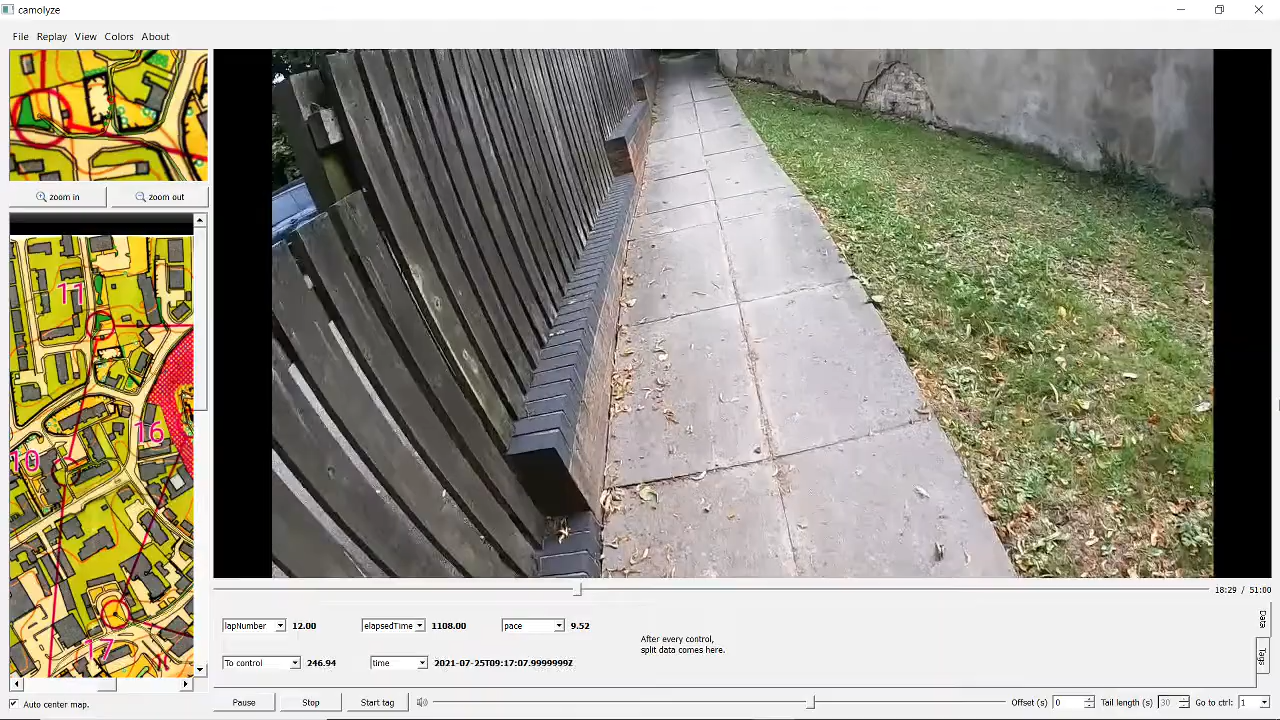 camolyze
File Replay View Colors About
zoom in zoom out
11
16
10
17
18:29 / 51:00
lapNumber 12.00 elapsedTime 1108.00 pace 9.52
After every control,
split data comes here.
To control 246.94 time 2021-07-25T09:17:07.9999999Z
Data
Tags
Auto center map.
Pause Stop Start tag Offset (s) 0 Tail length (s) 30 Go to ctrl: 1